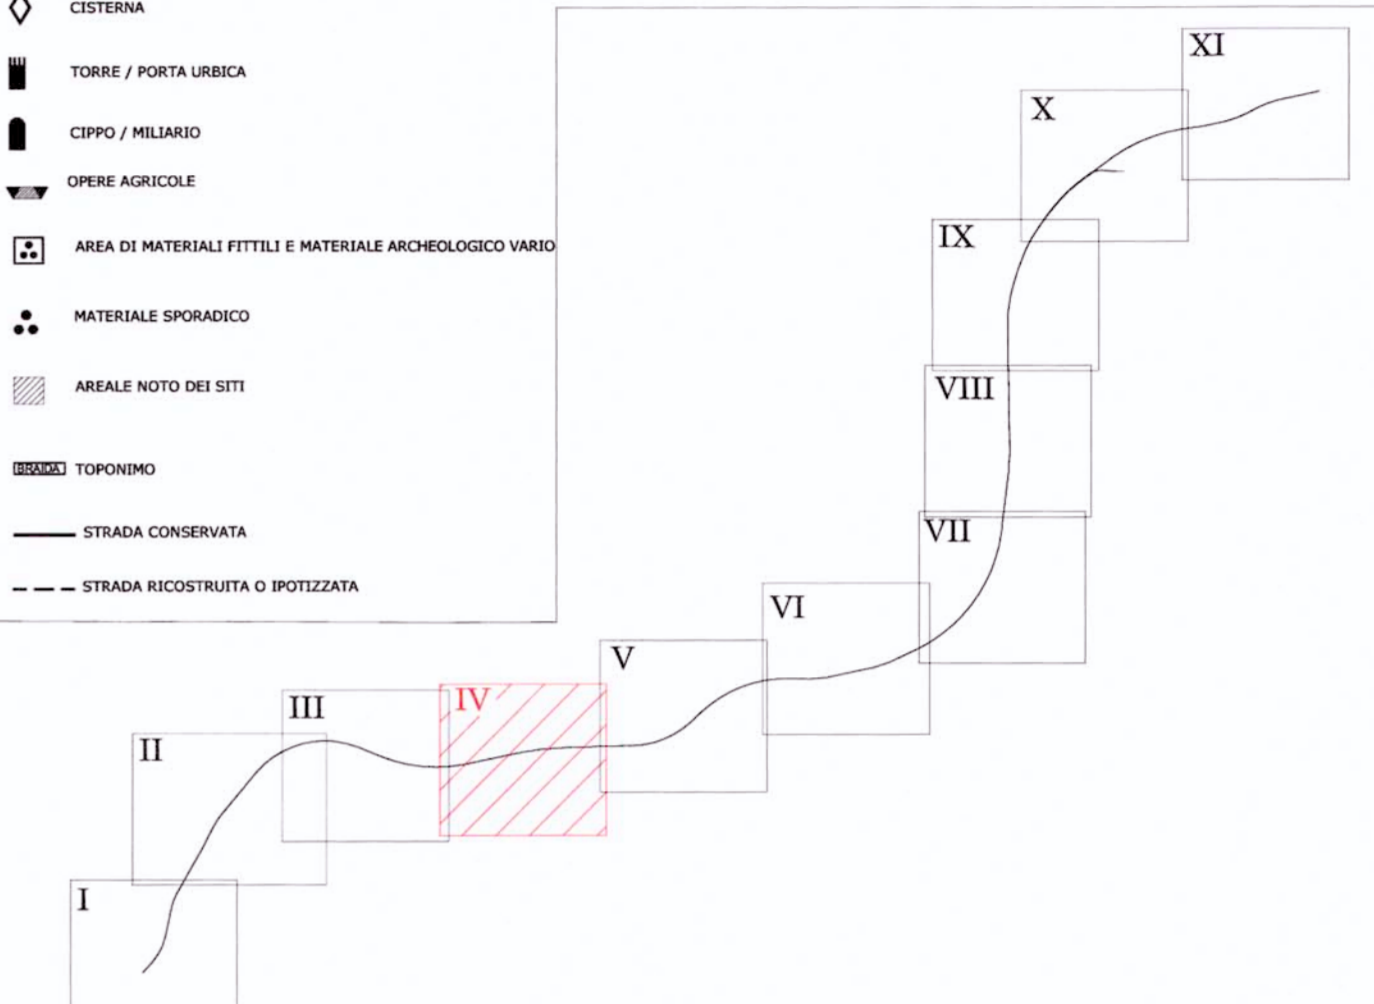 CISTERNA
TORRE / PORTA URBICA
CIPPO / MILIARIO
OPERE AGRICOLE
AREA DI MATERIALI FITTILI E MATERIALE ARCHEOLOGICO VARIO
MATERIALE SPORADICO
AREALE NOTO DEI SITI
BRAIDA TOPONIMO
STRADA CONSERVATA
STRADA RICOSTRUITA O IPOTIZZATA
XI
X
IX
VIII
VII
VI
V
IV
III
II
I